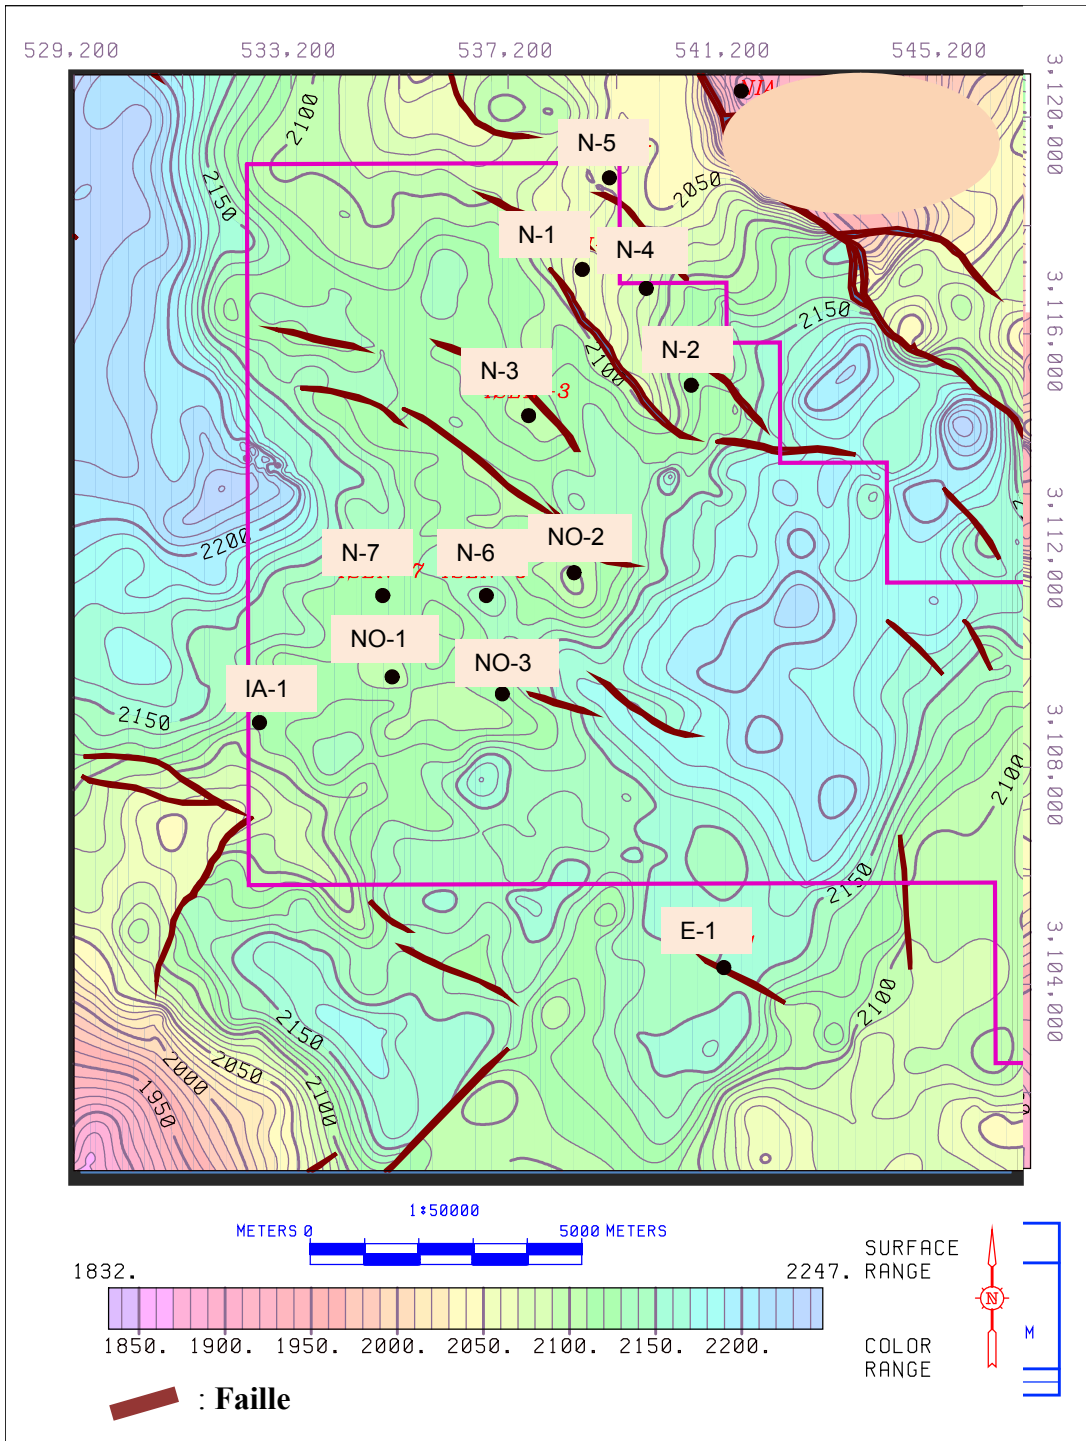 529,200 533,200 537,200 541,200 545,200
3,120,000
3,116,000
3,112,000
3,108,000
3,104,000
2100
N-5
2050
2150
N-1
N-4
2150
N-2
2100
N-3
-3
2200
N-7
N-6
NO-2
7
NO-1
NO-3
IA-1
2150
2100
2150
E-1
2100
2150
2000
2050
2100
1950
1:50000
METERS 0 5000 METERS
1832. 2247.
SURFACE
RANGE
1850. 1900. 1950. 2000. 2050. 2100. 2150. 2200.
COLOR
RANGE
N
M
: Faille